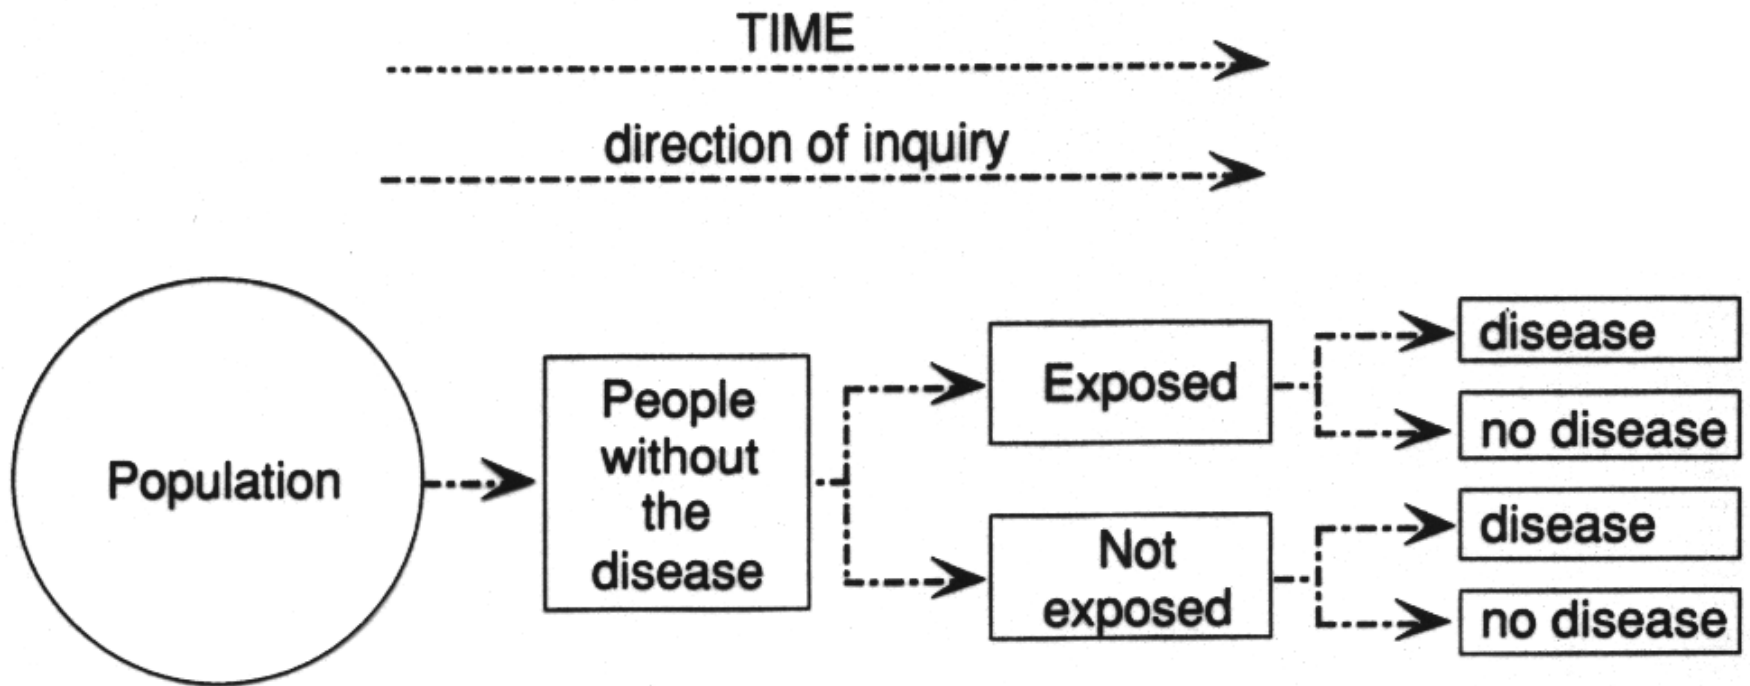 TIME
direction of inquiry
Population
People
without
the
disease
Exposed
Not
exposed
disease
no disease
disease
no disease